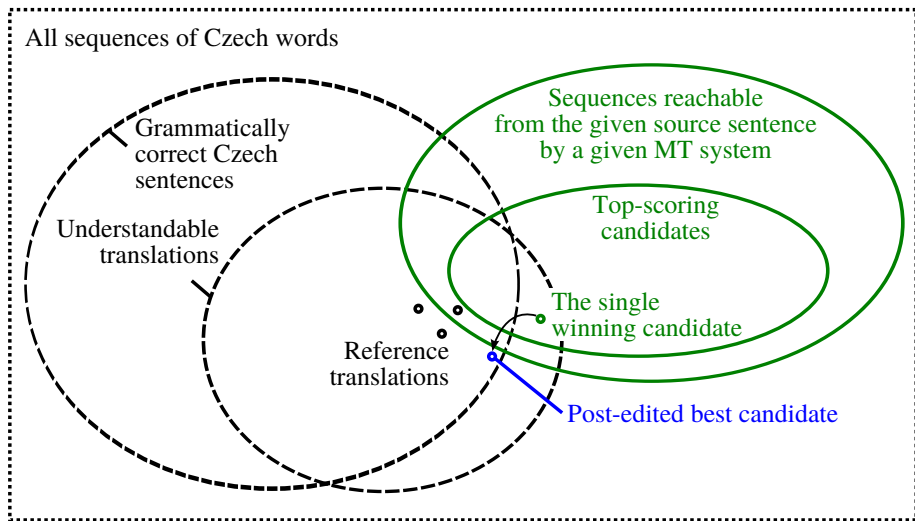 All sequences of Czech words
Grammatically
correct Czech
sentences
Understandable
translations
Sequences reachable
from the given source sentence
by a given MT system
Top-scoring
candidates
The single
winning candidate
Reference
translations
Post-edited best candidate